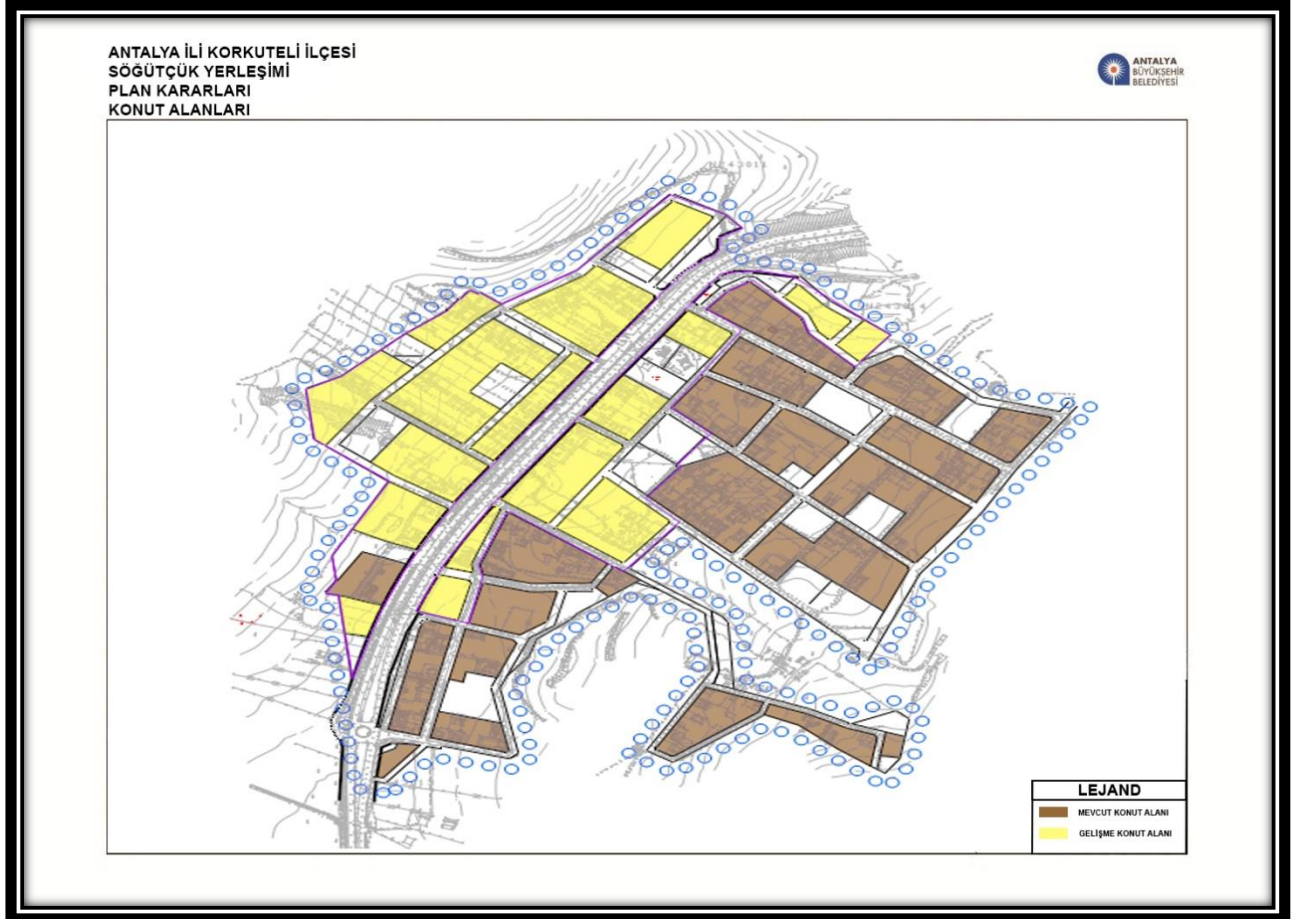 ANTALYA İLİ KORKUTELİ İLÇESİ
SÖĞÜTÇÜK YERLEŞİMİ
PLAN KARARLARI
KONUT ALANLARI
ANTALYA
BÜYÜKŞEHİR
BELEDİYESİ
LEJAND
MEVCUT KONUT ALANI
GELİŞME KONUT ALANI